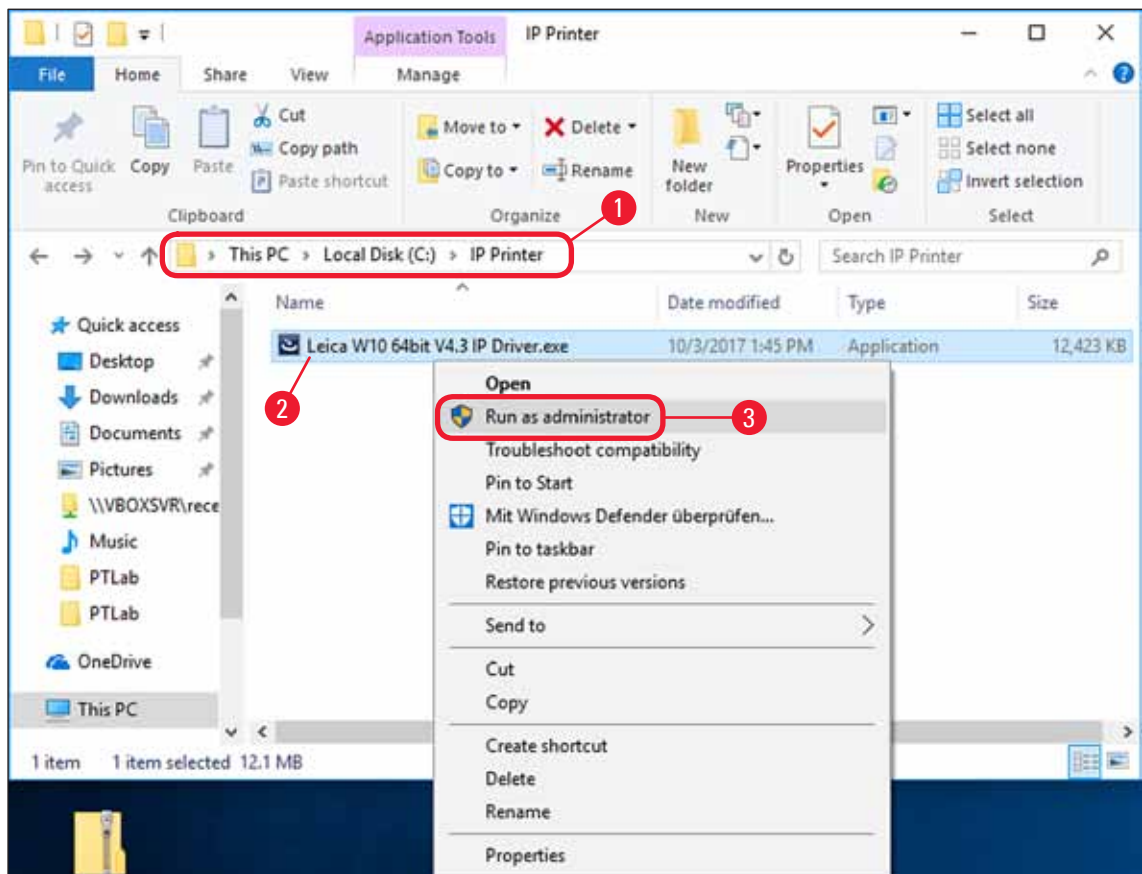 Application Tools IP Printer
File Home Share View Manage
Pin to Quick access
Copy
Paste
Cut
Copy path
Paste shortcut
Move to
Copy to
Delete
Rename
New folder
Properties
Select all
Select none
Invert selection
Clipboard Organize New Open Select
1
This PC Local Disk (C:) IP Printer
Search IP Printer
Name Date modified Type Size
Leica W10 64bit V4.3 IP Driver.exe 10/3/2017 1:45 PM Application 12,423 KB
2
Quick access
Desktop
Downloads
Documents
Pictures
\\VBOXSVR\rece
Music
PTLab
PTLab
OneDrive
This PC
Open
Run as administrator
3
Troubleshoot compatibility
Pin to Start
Mit Windows Defender überprüfen...
Pin to taskbar
Restore previous versions
Send to
Cut
Copy
Create shortcut
Delete
Rename
Properties
1 item 1 item selected 12.1 MB